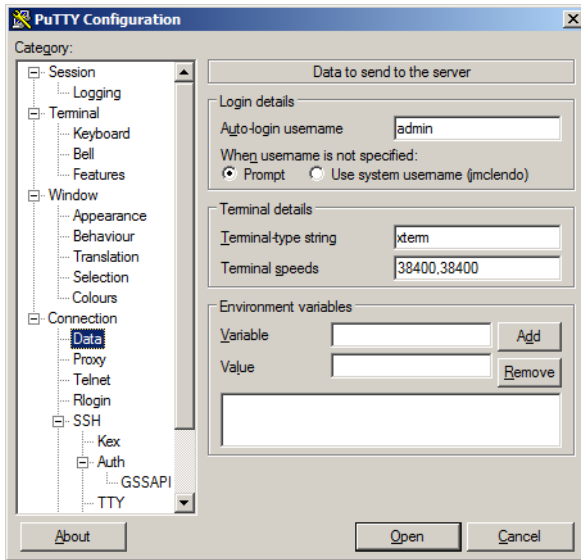 PuTTY Configuration
Category:
Session
Logging
Terminal
Keyboard
Bell
Features
Window
Appearance
Behaviour
Translation
Selection
Colours
Connection
Data
Proxy
Telnet
Rlogin
SSH
Kex
Auth
GSSAPI
TTY
Data to send to the server
Login details
Auto-login username admin
When username is not specified:
Prompt Use system username (jmclendo)
Terminal details
Terminal-type string xterm
Terminal speeds 38400,38400
Environment variables
Variable Add
Value Remove
About Open Cancel